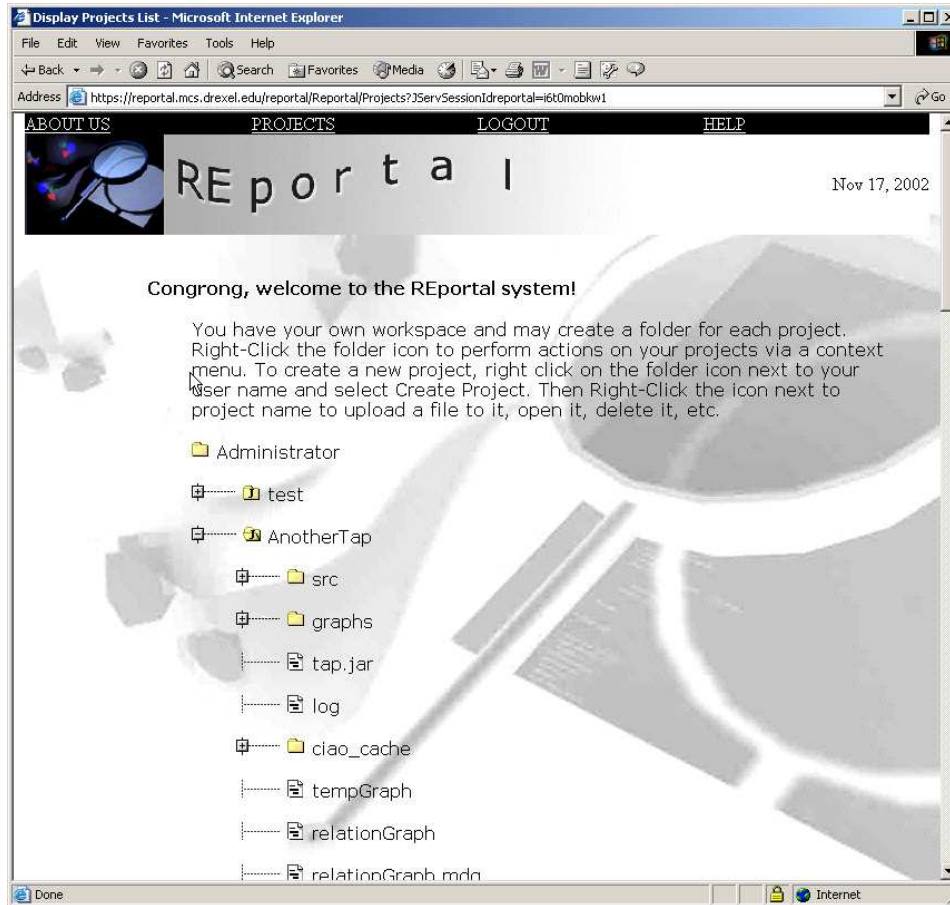 Display Projects List - Microsoft Internet Explorer
File Edit View Favorites Tools Help
Back Search Favorites Media
Address https://reportal.mcs.drexel.edu/reportal/Reportal/Projects?JServSessionIdreportal=i6t0mobkw1 Go
ABOUT US PROJECTS LOGOUT HELP
REportal
Nov 17, 2002
Congrong, welcome to the REportal system!
You have your own workspace and may create a folder for each project.
Right-Click the folder icon to perform actions on your projects via a context
menu. To create a new project, right click on the folder icon next to your
user name and select Create Project. Then Right-Click the icon next to
project name to upload a file to it, open it, delete it, etc.
Administrator
test
AnotherTap
src
graphs
tap.jar
log
ciao_cache
tempGraph
relationGraph
relationGraph.mdg
Done Internet